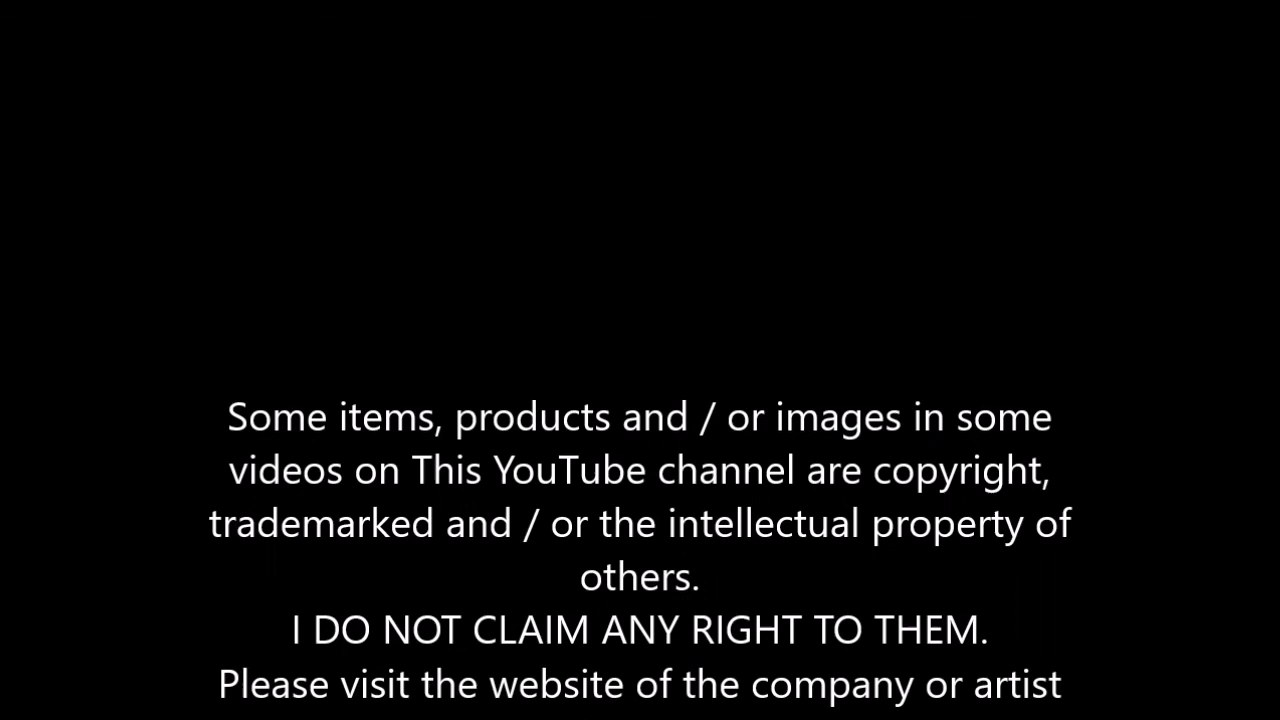 Some items, products and / or images in some
videos on This YouTube channel are copyright,
trademarked and / or the intellectual property of
others.
I DO NOT CLAIM ANY RIGHT TO THEM.
Please visit the website of the company or artist